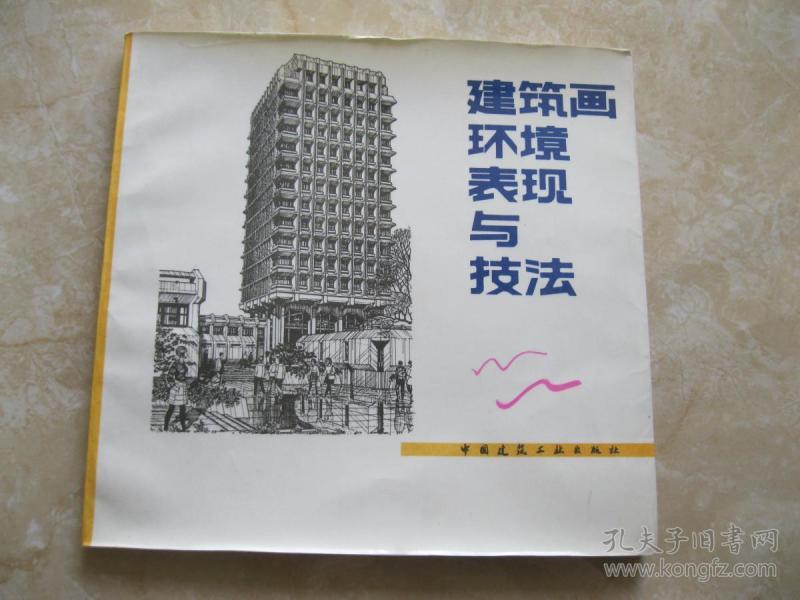 建筑画
环境
表现
与
技法
中国建筑工业出版社
孔夫子旧书网
www.kongfz.com